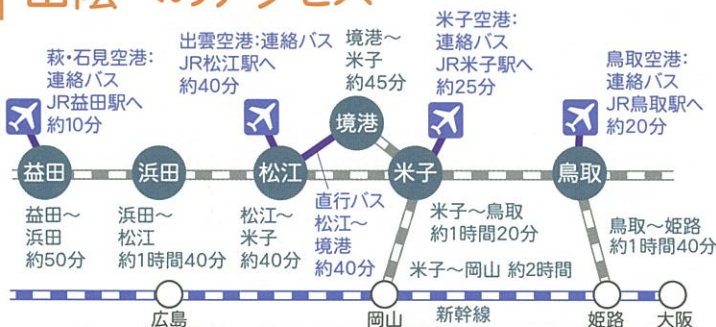 山陰へのアクセス
萩・石見空港：
連絡バス
JR益田駅へ
約10分
出雲空港：連絡バス
JR松江駅へ
約40分
境港～
米子
約45分
米子空港：
連絡バス
JR米子駅へ
約25分
鳥取空港：
連絡バス
JR鳥取駅へ
約20分
境港
益田
浜田
松江
米子
鳥取
益田～
浜田
約50分
浜田～
松江
約1時間40分
松江～
米子
約40分
直行バス
松江～
境港
約40分
米子～鳥取
約1時間20分
鳥取～姫路
約1時間40分
米子～岡山 約2時間
広島
岡山
新幹線
姫路
大阪